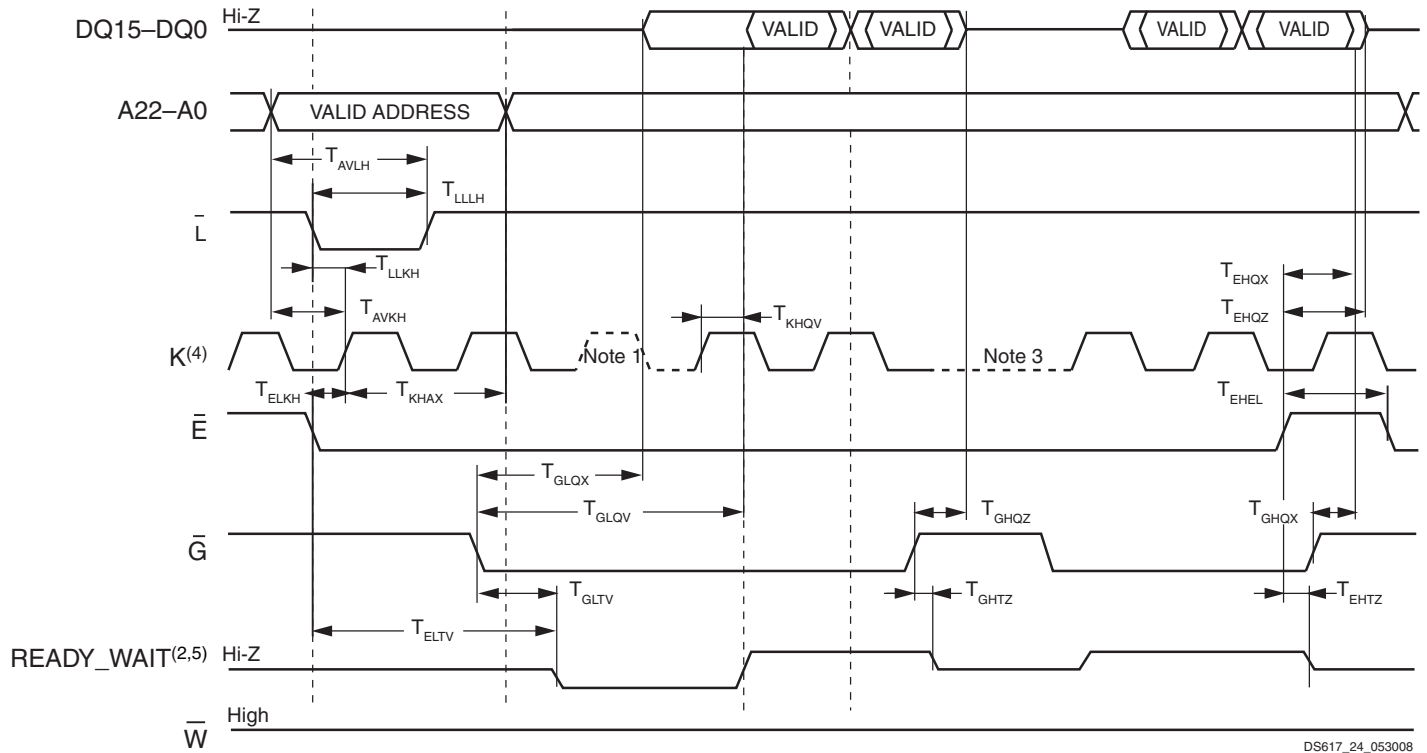 DQ15–DQ0 Hi-Z VALID VALID VALID VALID
A22–A0 VALID ADDRESS
TAVLH
TLLLH
L̅
TLLKH
TEHQX
TAVKH
TEHQZ
TKHQV
K(4) Note 1 Note 3
TELKH TKHAX TEHEL
E̅
TGLQX
TGLQV TGHQZ TGHQX
G̅
TGLTV TGHTZ TEHTZ
TELTV
READY_WAIT(2,5) Hi-Z
High
W̅
DS617_24_053008